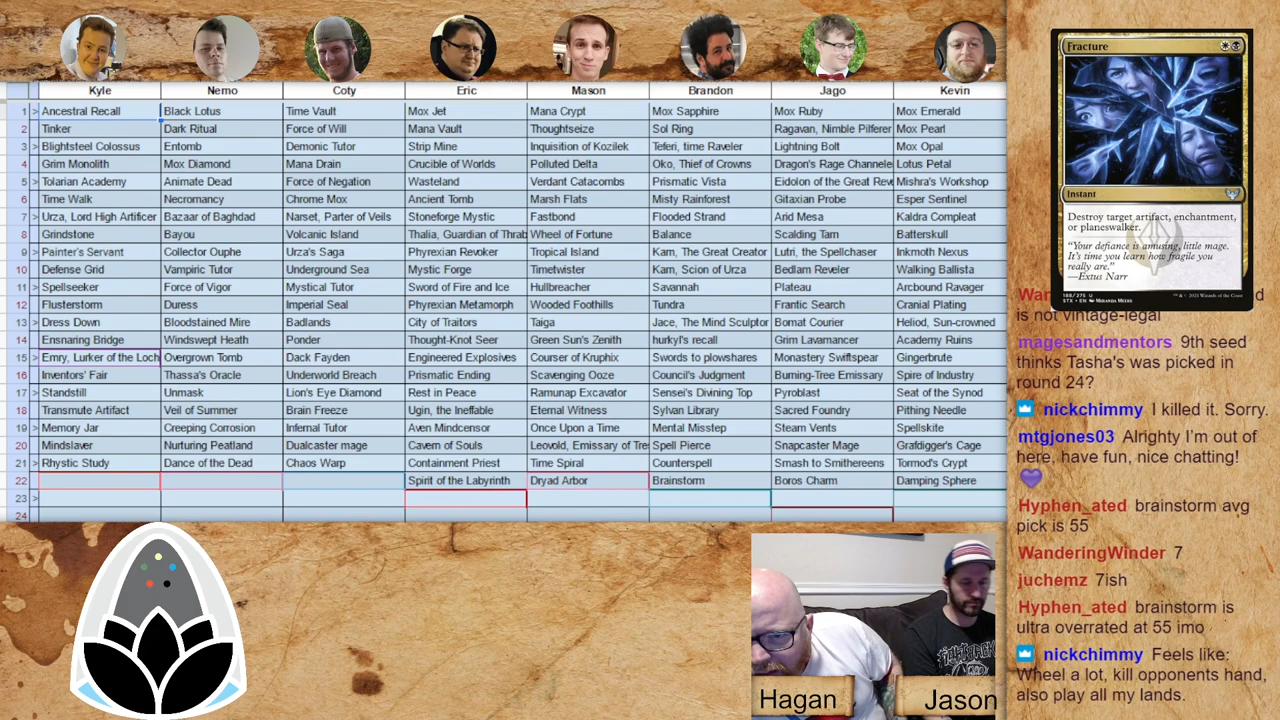 Kyle Nemo Coty Eric Mason Brandon Jago Kevin
1 > Ancestral Recall Black Lotus Time Vault Mox Jet Mana Crypt Mox Sapphire Mox Ruby Mox Emerald
2 Tinker Dark Ritual Force of Will Mana Vault Thoughtseize Sol Ring Ragavan, Nimble Pilferer Mox Pearl
3 > Blightsteel Colossus Entomb Demonic Tutor Strip Mine Inquisition of Kozilek Teferi, time Raveler Lightning Bolt Mox Opal
4 Grim Monolith Mox Diamond Mana Drain Crucible of Worlds Polluted Delta Oko, Thief of Crowns Dragon's Rage Channele Lotus Petal
5 > Tolarian Academy Animate Dead Force of Negation Wasteland Verdant Catacombs Prismatic Vista Eidolon of the Great Rev Mishra's Workshop
6 Time Walk Necromancy Chrome Mox Ancient Tomb Marsh Flats Misty Rainforest Gitaxian Probe Esper Sentinel
7 > Urza, Lord High Artificer Bazaar of Baghdad Narset, Parter of Veils Stoneforge Mystic Fastbond Flooded Strand Arid Mesa Kaldra Compleat
8 Grindstone Bayou Volcanic Island Thalia, Guardian of Thrab Wheel of Fortune Balance Scalding Tarn Batterskull
9 > Painter's Servant Collector Ouphe Urza's Saga Phyrexian Revoker Tropical Island Karn, The Great Creator Lutri, the Spellchaser Inkmoth Nexus
10 Defense Grid Vampiric Tutor Underground Sea Mystic Forge Timetwister Karn, Scion of Urza Bedlam Reveler Walking Ballista
11 > Spellseeker Force of Vigor Mystical Tutor Sword of Fire and Ice Hullbreacher Savannah Plateau Arcbound Ravager
12 Flusterstorm Duress Imperial Seal Phyrexian Metamorp Wooded Foothills Tundra Frantic Search Cranial Plating
13 > Dress Down Bloodstained Mire Badlands City of Traitors Taiga Jace, The Mind Sculptor Bomat Courier Heliod, Sun-crowned
14 Ensnaring Bridge Windswept Heath Ponder Thought-Knot Seer Green Sun's Zenith hurkyl's recall Grim Lavamancer Academy Ruins
15 > Emry, Lurker of the Loch Overgrown Tomb Dack Fayden Engineered Explosives Courser of Kruphix Swords to plowshares Monastery Swiftspear Gingerbrute
16 Inventors' Fair Thassa's Oracle Underworld Breach Prismatic Ending Scavenging Ooze Council's Judgment Burning-Tree Emissary Spire of Industry
17 > Standstill Unmask Lion's Eye Diamond Rest in Peace Ramunap Excavator Sensei's Divining Top Pyroblast Seat of the Synod
18 Transmute Artifact Veil of Summer Brain Freeze Ugin, the Ineffable Eternal Witness Sylvan Library Sacred Foundry Pithing Needle
19 > Memory Jar Creeping Corrosion Infernal Tutor Aven Mindcensor Once Upon a Time Mental Misstep Steam Vents Spellskite
20 Mindslaver Nurturing Peatland Dualcaster mage Cavern of Souls Leovold, Emissary of Tres Spell Pierce Snapcaster Mage Grafdigger's Cage
21 > Rhystic Study Dance of the Dead Chaos Warp Containment Priest Time Spiral Counterspell Smash to Smithereens Tormod's Crypt
22 Spirit of the Labyrinth Dryad Arbor Brainstorm Boros Charm Damping Sphere
23 >
24
Fracture
Instant
Destroy target artifact, enchantment,
or planeswalker.
"Your defiance is amusing, little mage.
It's time you learn how fragile you
really are."
—Extus Narr
188/275 U
STX • EN MIRANDA MEEKS
is not vintage-legal
magesandmentors 9th seed
thinks Tasha's was picked in
round 24?
nickchimmy I killed it. Sorry.
mtgjones03 Alrighty I'm out of
here, have fun, nice chatting!
Hyphen_ated brainstorm avg
pick is 55
WanderingWinder 7
juchemz 7ish
Hyphen_ated brainstorm is
ultra overrated at 55 imo
nickchimmy Feels like:
Wheel a lot, kill opponents hand,
also play all my lands.
Hagan
Jason